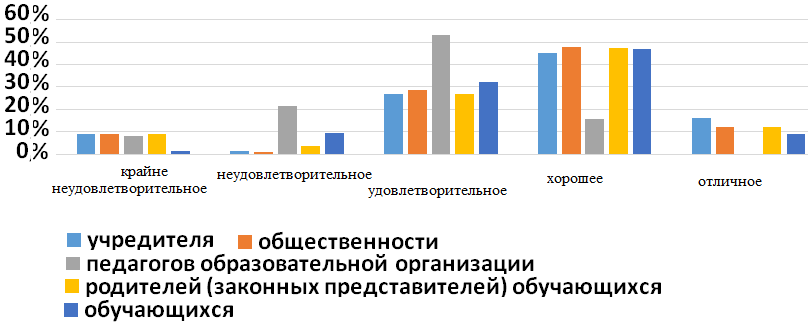 60%
50%
40%
30%
20%
10%
0%
крайне
неудовлетворительное
неудовлетворительное
удовлетворительное
хорошее
отличное
учредителя общественности
педагогов образовательной организации
родителей (законных представителей) обучающихся
обучающихся